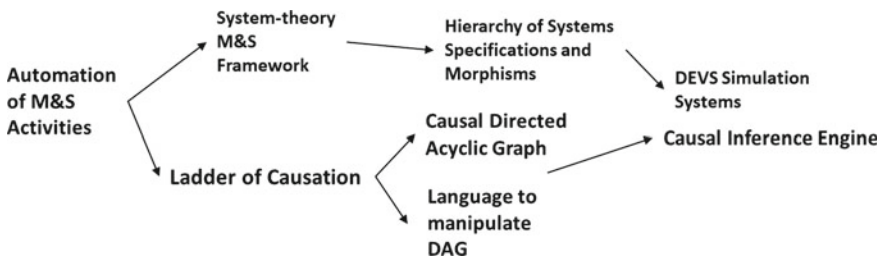 Automation
of M&S
Activities
System-theory
M&S
Framework
Hierarchy of Systems
Specifications and
Morphisms
DEVS Simulation
Systems
Ladder of Causation
Causal Directed
Acyclic Graph
Language to
manipulate
DAG
Causal Inference Engine